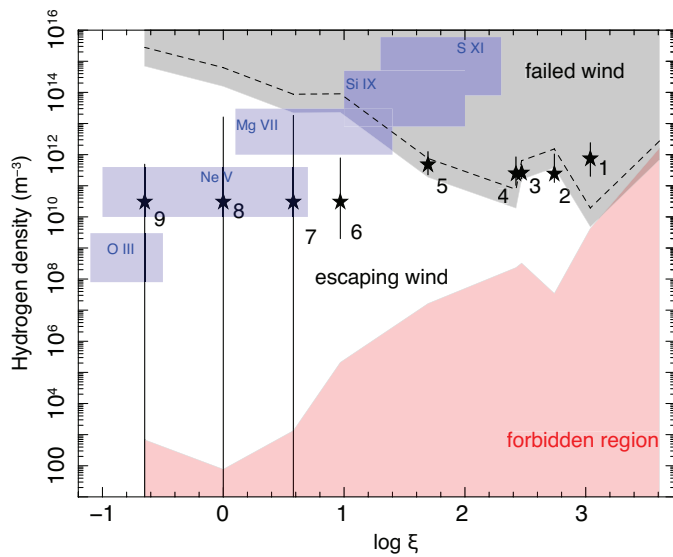 10¹⁶
S XI
failed wind
10¹⁴
Si IX
Mg VII
10¹²
1
5
4
3
2
Ne V
10¹⁰
9
8
7
6
O III
escaping wind
10⁸
10⁶
10⁴
forbidden region
100
Hydrogen density (m⁻³)
−1
0
1
2
3
log ξ